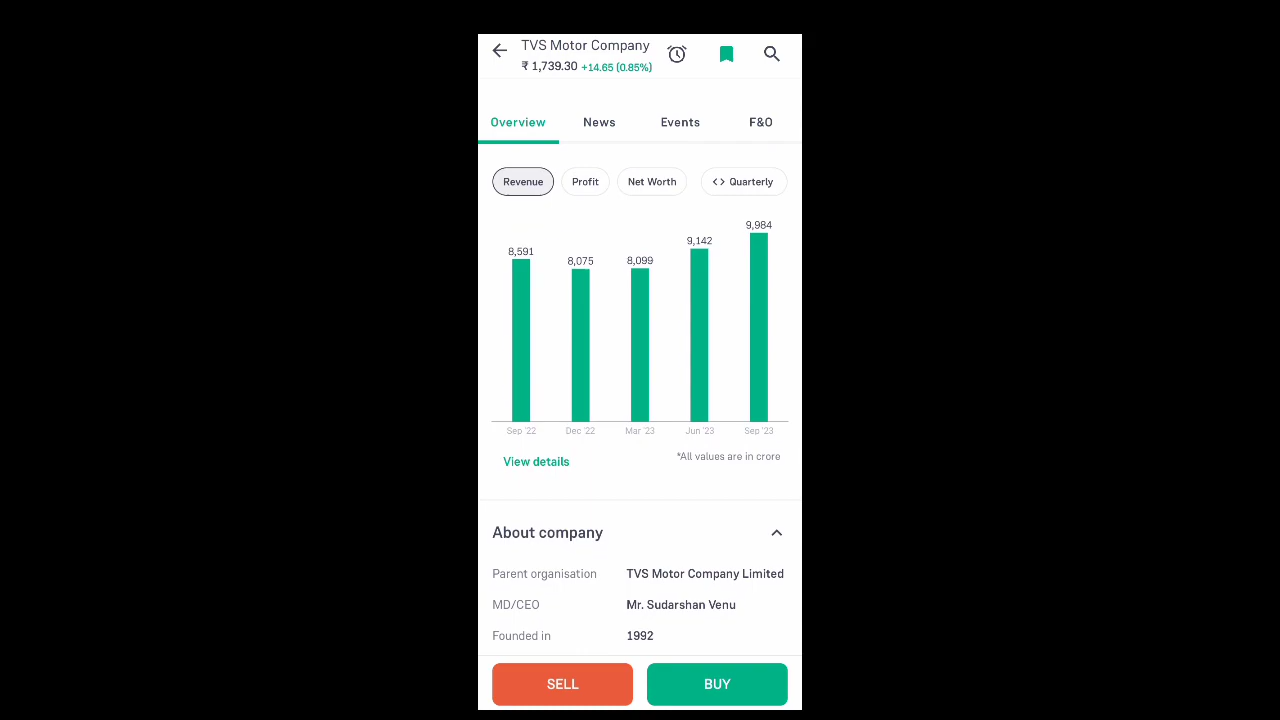 TVS Motor Company
₹ 1,739.30 +14.65 (0.85%)
Overview News Events F&O
Revenue Profit Net Worth <> Quarterly
9,984
9,142
8,591
8,075 8,099
Sep '22 Dec '22 Mar '23 Jun '23 Sep '23
*All values are in crore
View details
About company
Parent organisation TVS Motor Company Limited
MD/CEO Mr. Sudarshan Venu
Founded in 1992
SELL BUY